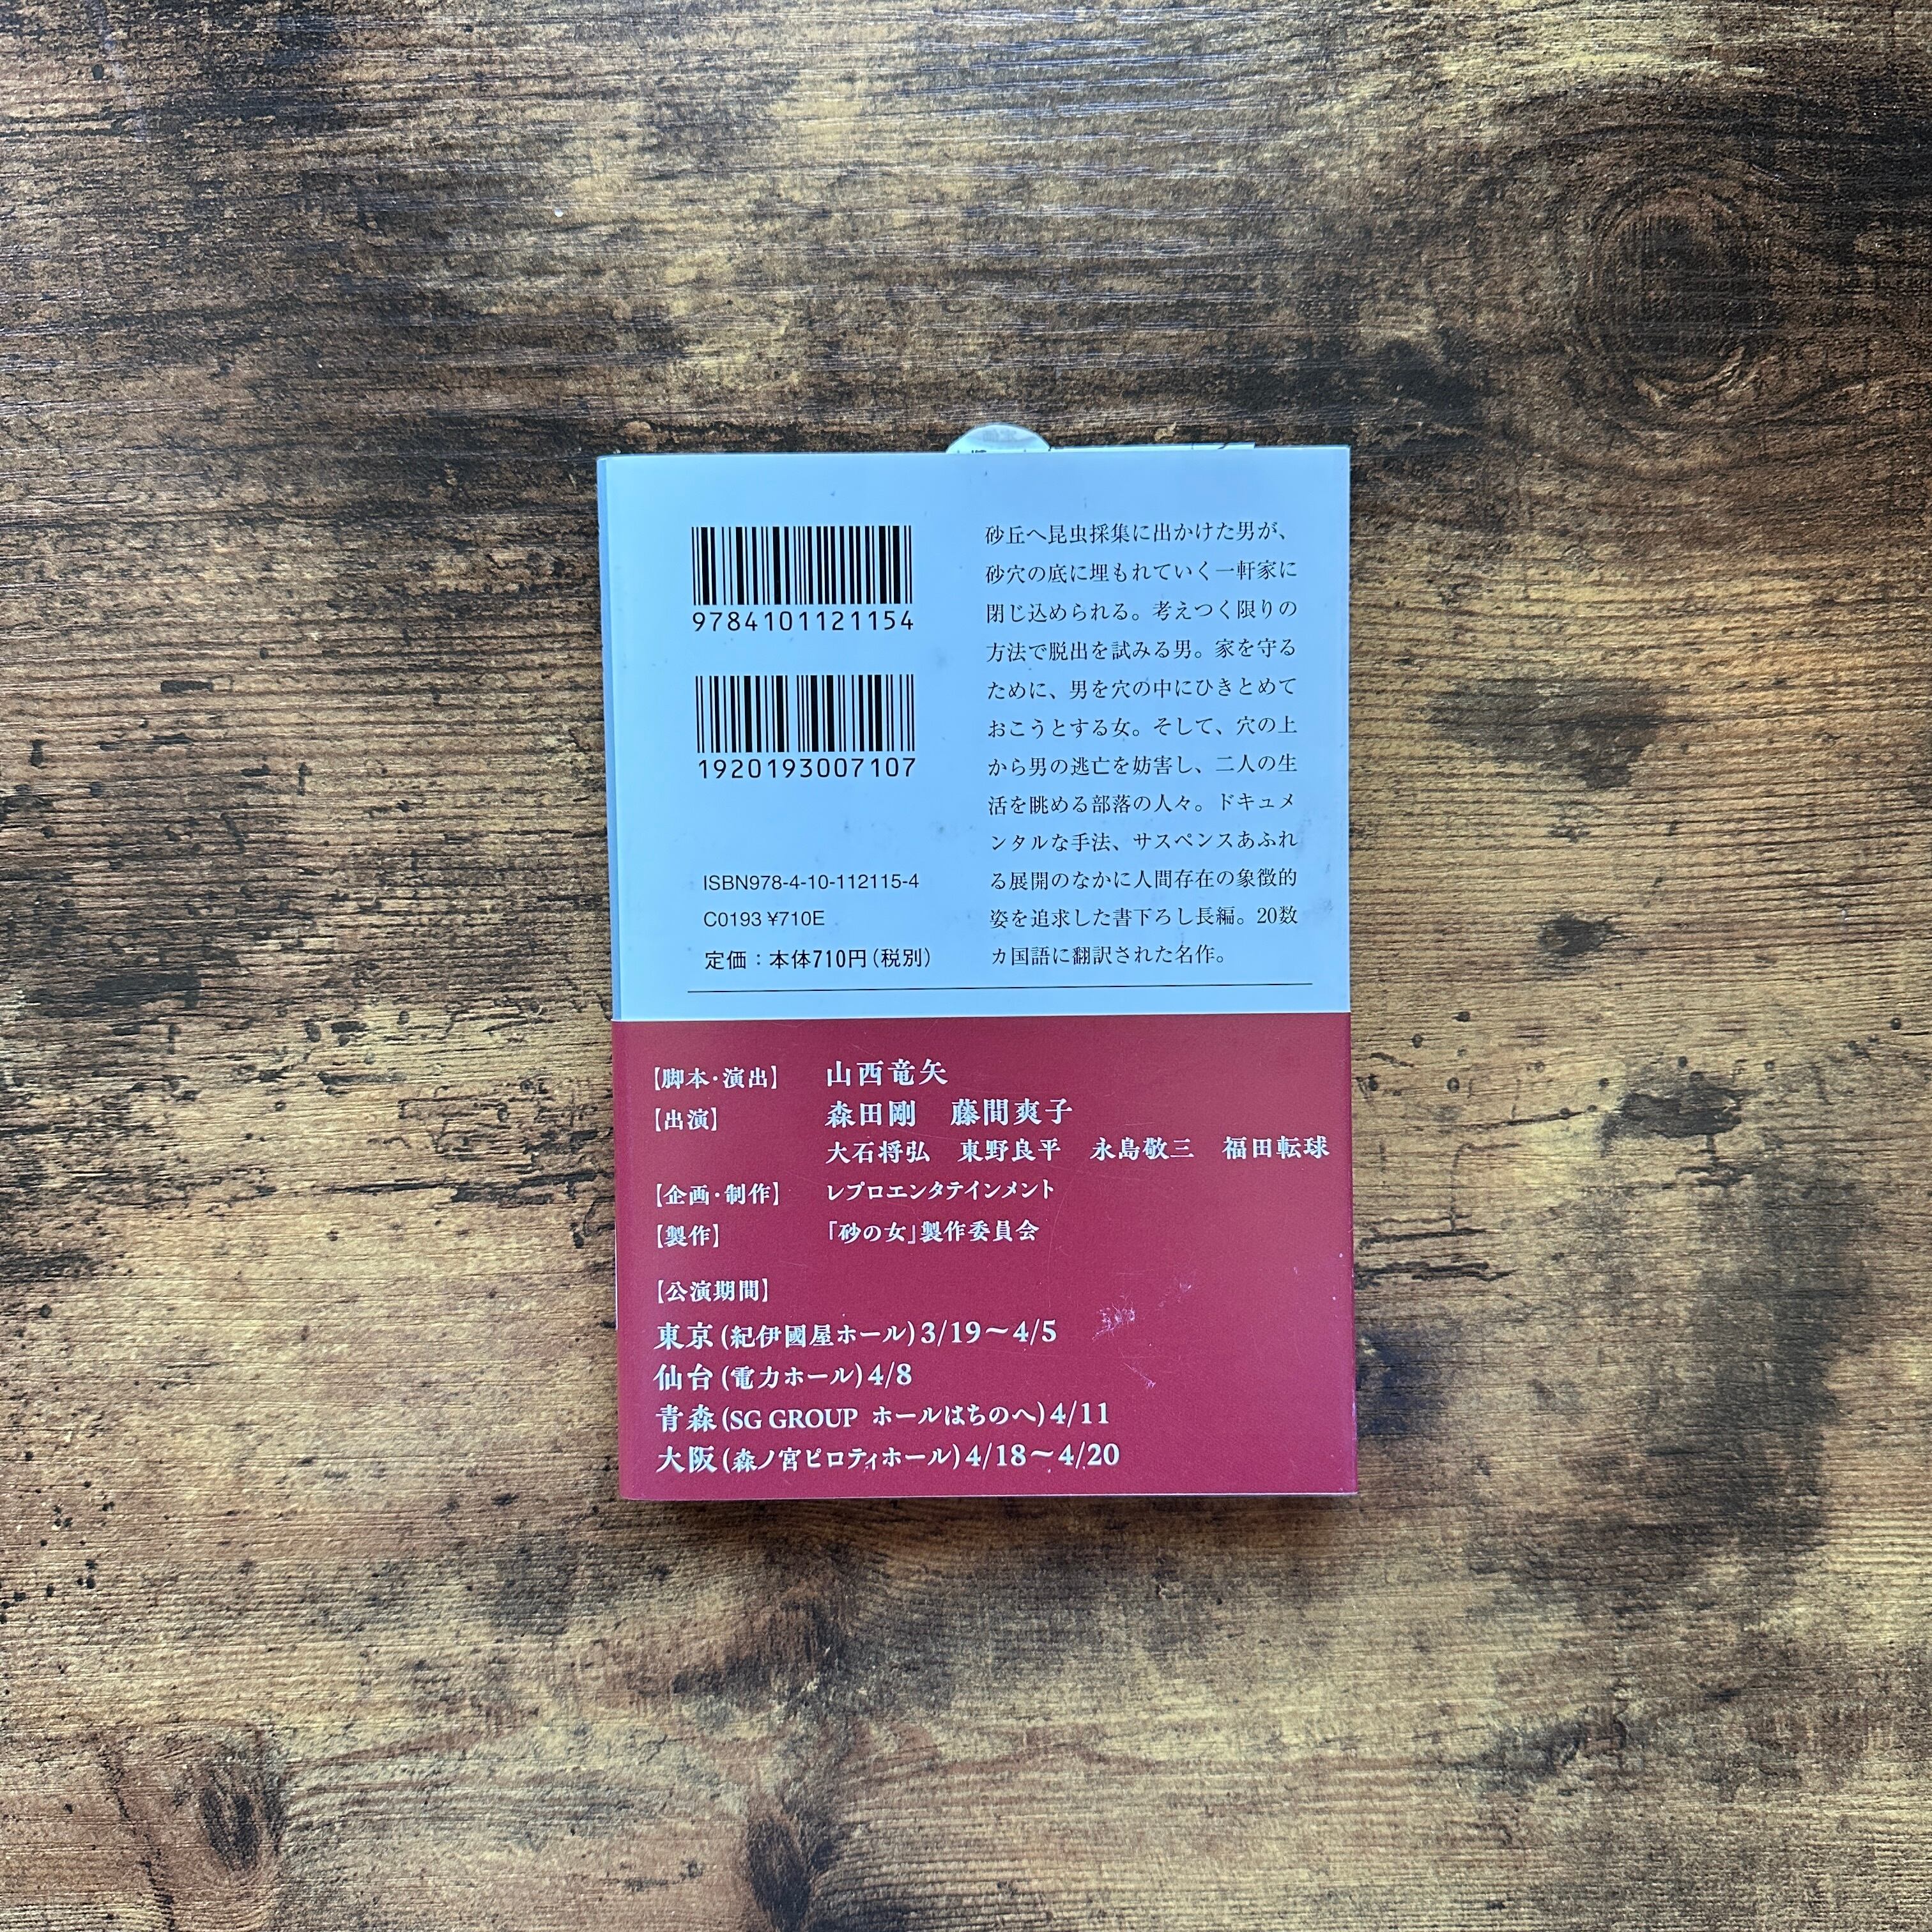 9784101121154
1920193007107
ISBN978-4-10-112115-4
C0193 ¥710E
定価：本体710円（税別）
砂丘へ昆虫採集に出かけた男が、
砂穴の底に埋もれていく一軒家に
閉じ込められる。考えつく限りの
方法で脱出を試みる男。家を守る
ために、男を穴の中にひきとめて
おこうとする女。そして、穴の上
から男の逃亡を妨害し、二人の生
活を眺める部落の人々。ドキュメ
ンタルな手法、サスペンスあふれ
る展開のなかに人間存在の象徴的
姿を追求した書下ろし長編。20数
カ国語に翻訳された名作。
【脚本・演出】 山西竜矢
【出演】 森田剛 藤間爽子
大石将弘 東野良平 永島敬三 福田転球
【企画・制作】 レプロエンタテインメント
【製作】 「砂の女」製作委員会
【公演期間】
東京（紀伊國屋ホール）3/19〜4/5
仙台（電力ホール）4/8
青森（SG GROUP ホールはちのへ）4/11
大阪（森ノ宮ピロティホール）4/18〜4/20